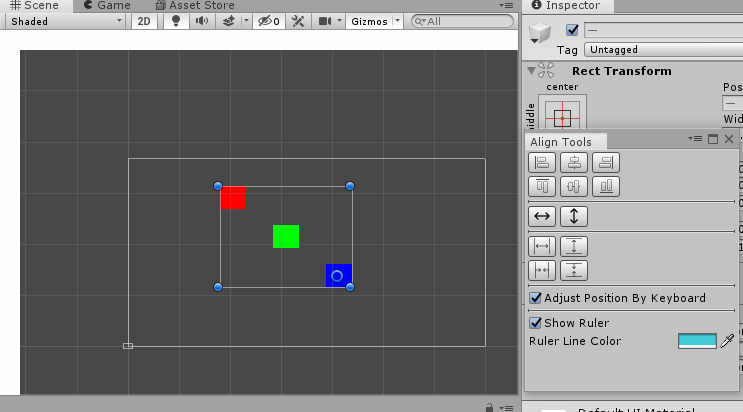 Scene
Game
Asset Store
Inspector
Shaded
2D
0
Gizmos
All
Tag
Untagged
Rect Transform
center
Pos
middle
Wid
Align Tools
Adjust Position By Keyboard
Show Ruler
Ruler Line Color
Default UI Material